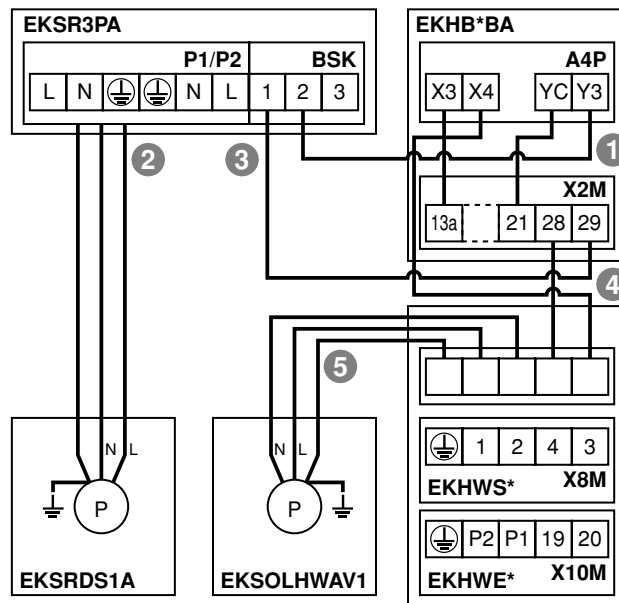 EKSR3PA
P1/P2 BSK
L N N L 1 2 3
EKHB*BA
A4P
X3 X4 YC Y3
1
2
3
X2M
13a 21 28 29
4
5
N L
P
EKSRDS1A
N L
P
EKSOLHWAV1
1 2 4 3
EKHWS* X8M
P2 P1 19 20
EKHWE* X10M